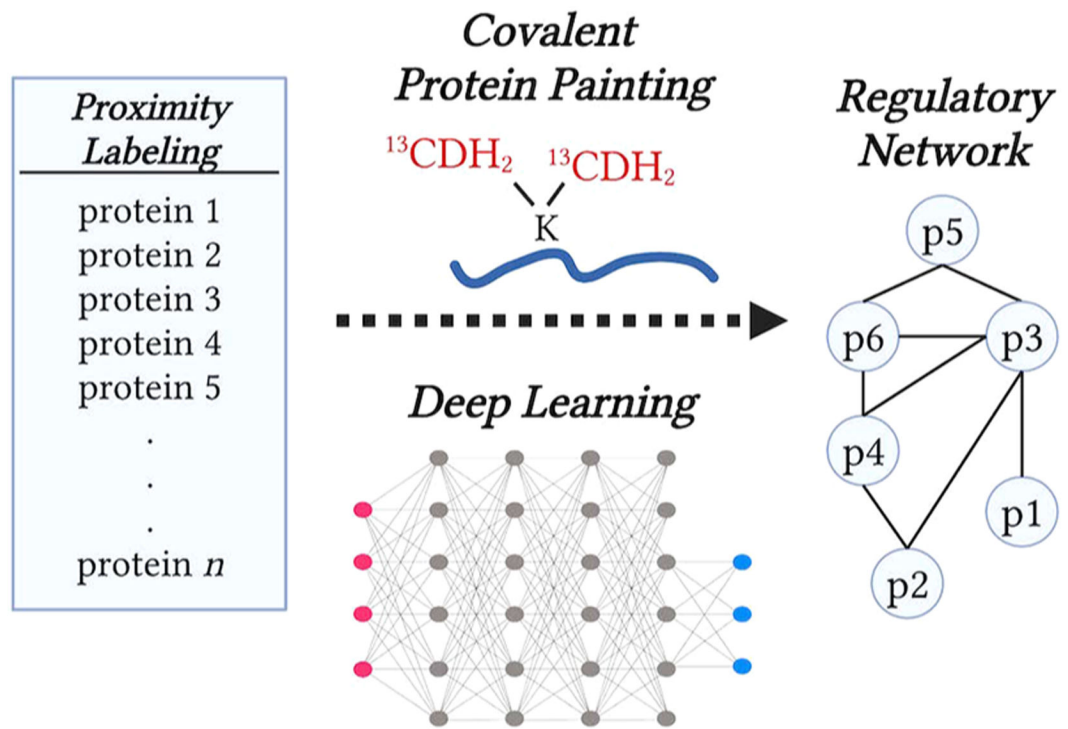 Proximity
Labeling
protein 1
protein 2
protein 3
protein 4
protein 5
.
.
.
protein n
Covalent
Protein Painting
¹³CDH₂ ¹³CDH₂
K
Deep Learning
Regulatory
Network
p5
p6 p3
p4
p1
p2